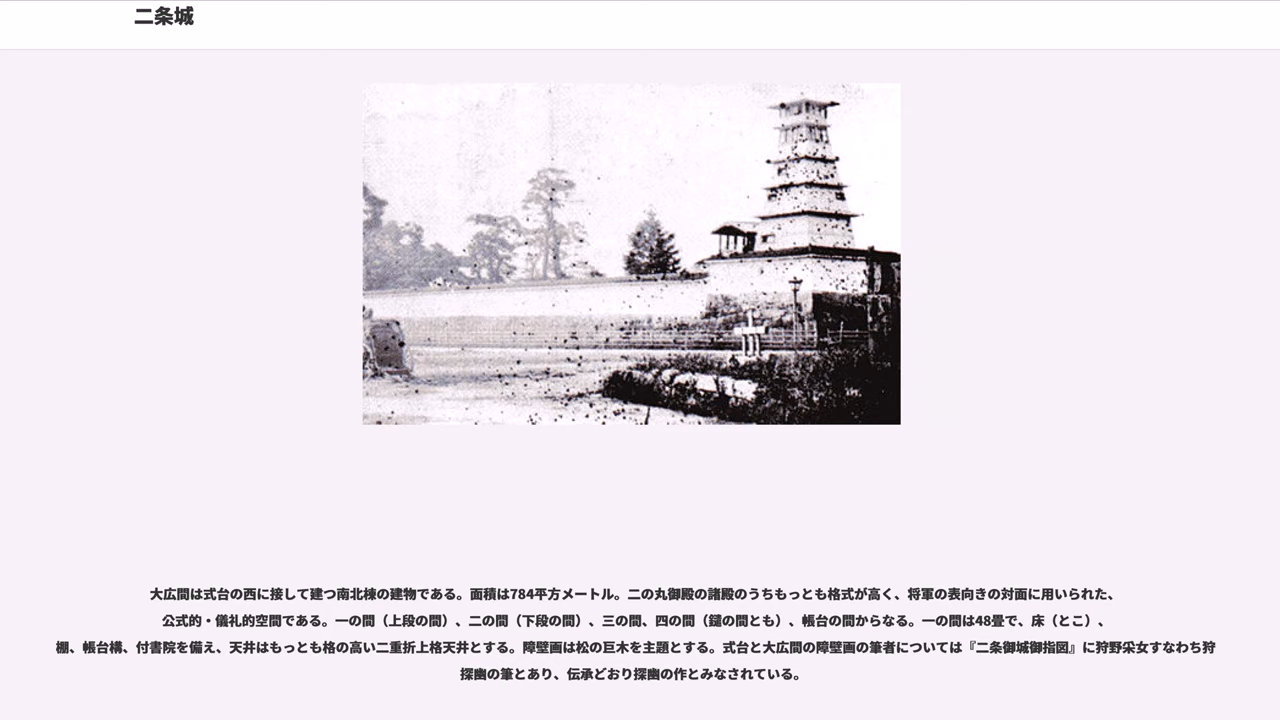 二条城
大広間は式台の西に接して建つ南北棟の建物である。面積は784平方メートル。二の丸御殿の諸殿のうちもっとも格式が高く、将軍の表向きの対面に用いられた、
公式的・儀礼的空間である。一の間（上段の間）、二の間（下段の間）、三の間、四の間（鑓の間とも）、帳台の間からなる。一の間は48畳で、床（とこ）、
棚、帳台構、付書院を備え、天井はもっとも格の高い二重折上格天井とする。障壁画は松の巨木を主題とする。式台と大広間の障壁画の筆者については『二条御城御指図』に狩野采女すなわち狩
探幽の筆とあり、伝承どおり探幽の作とみなされている。